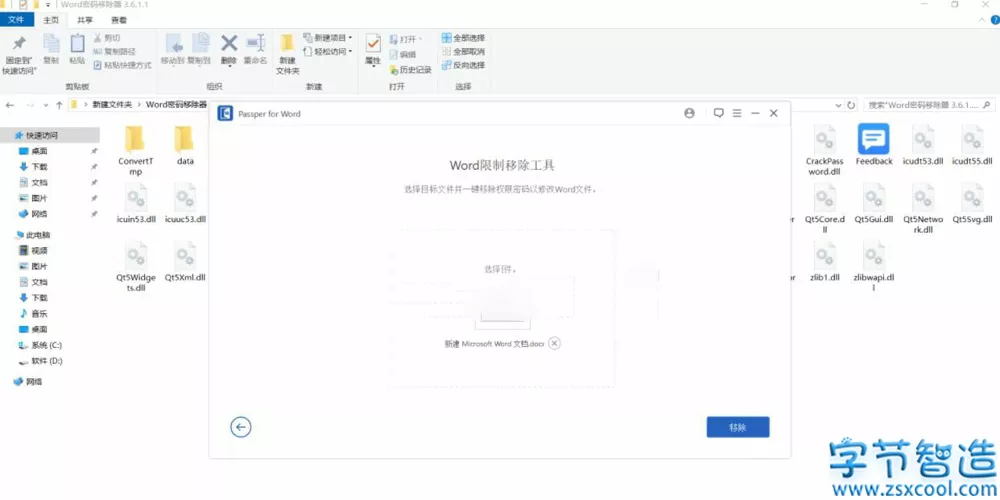 Word密码移除器 3.6.1.1
文件 主页 共享 查看
固定到"快速访问"
复制
粘贴
剪切
复制路径
粘贴快捷方式
剪贴板
移动到
复制到
删除
重命名
组织
新建文件夹
新建项目
轻松访问
新建
属性
打开
编辑
历史记录
打开
全部选择
全部取消
反向选择
选择
新建文件夹 > Word密码移除器
搜索"Word密码移除器 3.6.1....
快速访问
桌面
下载
文档
图片
网络
此电脑
视频
图片
文档
下载
音乐
桌面
系统 (C:)
软件 (D:)
网络
ConvertTmp
data
icuin53.dll
icuuc53.dll
Qt5Widgets.dll
Qt5Xml.dll
Passper for Word
Word限制移除工具
选择目标文件并一键移除权限密码以修改Word文件。
新建 Microsoft Word 文档.docx
移除
CrackPassword.dll
Feedback
icudt53.dll
icudt55.dll
Qt5Core.dll
Qt5Gui.dll
Qt5Network.dll
Qt5Svg.dll
zlib1.dll
zlibwapi.dll
字节智造
www.zsxcool.com